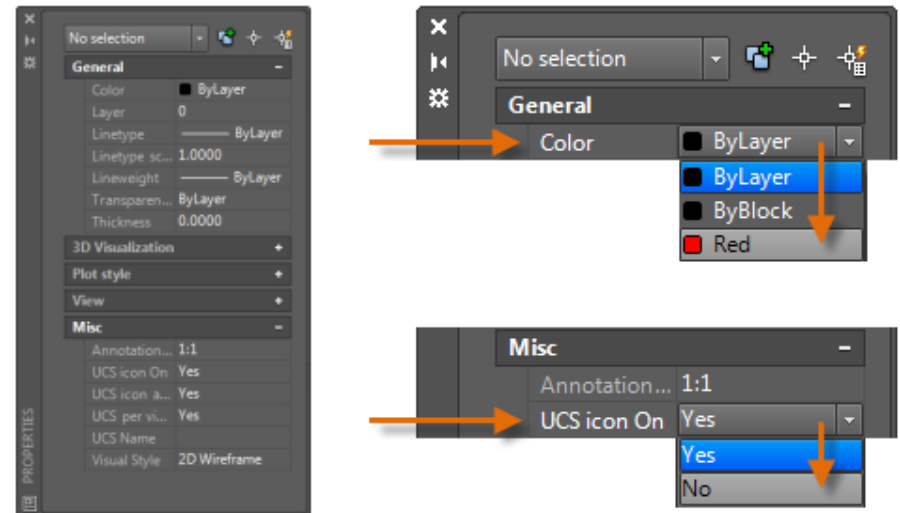 No selection
General
Color ByLayer
Layer 0
Linetype ByLayer
Linetype sc... 1.0000
Lineweight ByLayer
Transparen... ByLayer
Thickness 0.0000
3D Visualization +
Plot style +
View +
Misc
Annotation... 1:1
UCS icon On Yes
UCS icon a... Yes
UCS per vi... Yes
UCS Name
Visual Style 2D Wireframe
PROPERTIES
No selection
General
Color ByLayer
ByLayer
ByBlock
Red
Misc
Annotation... 1:1
UCS icon On Yes
Yes
No